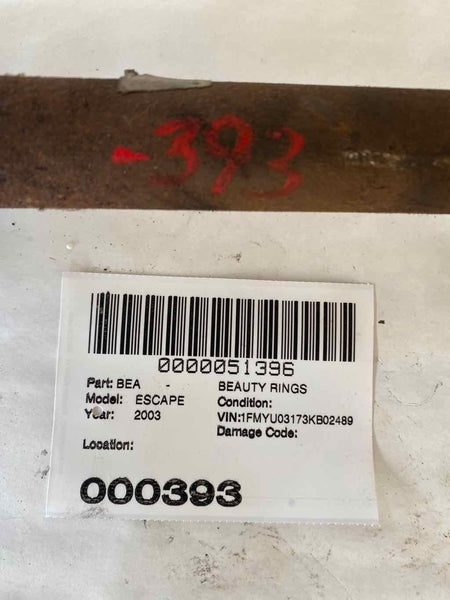 -393
0000051396
Part: BEA - BEAUTY RINGS
Model: ESCAPE Condition:
Year: 2003 VIN:1FMYU03173KB02489
Damage Code:
Location:
000393